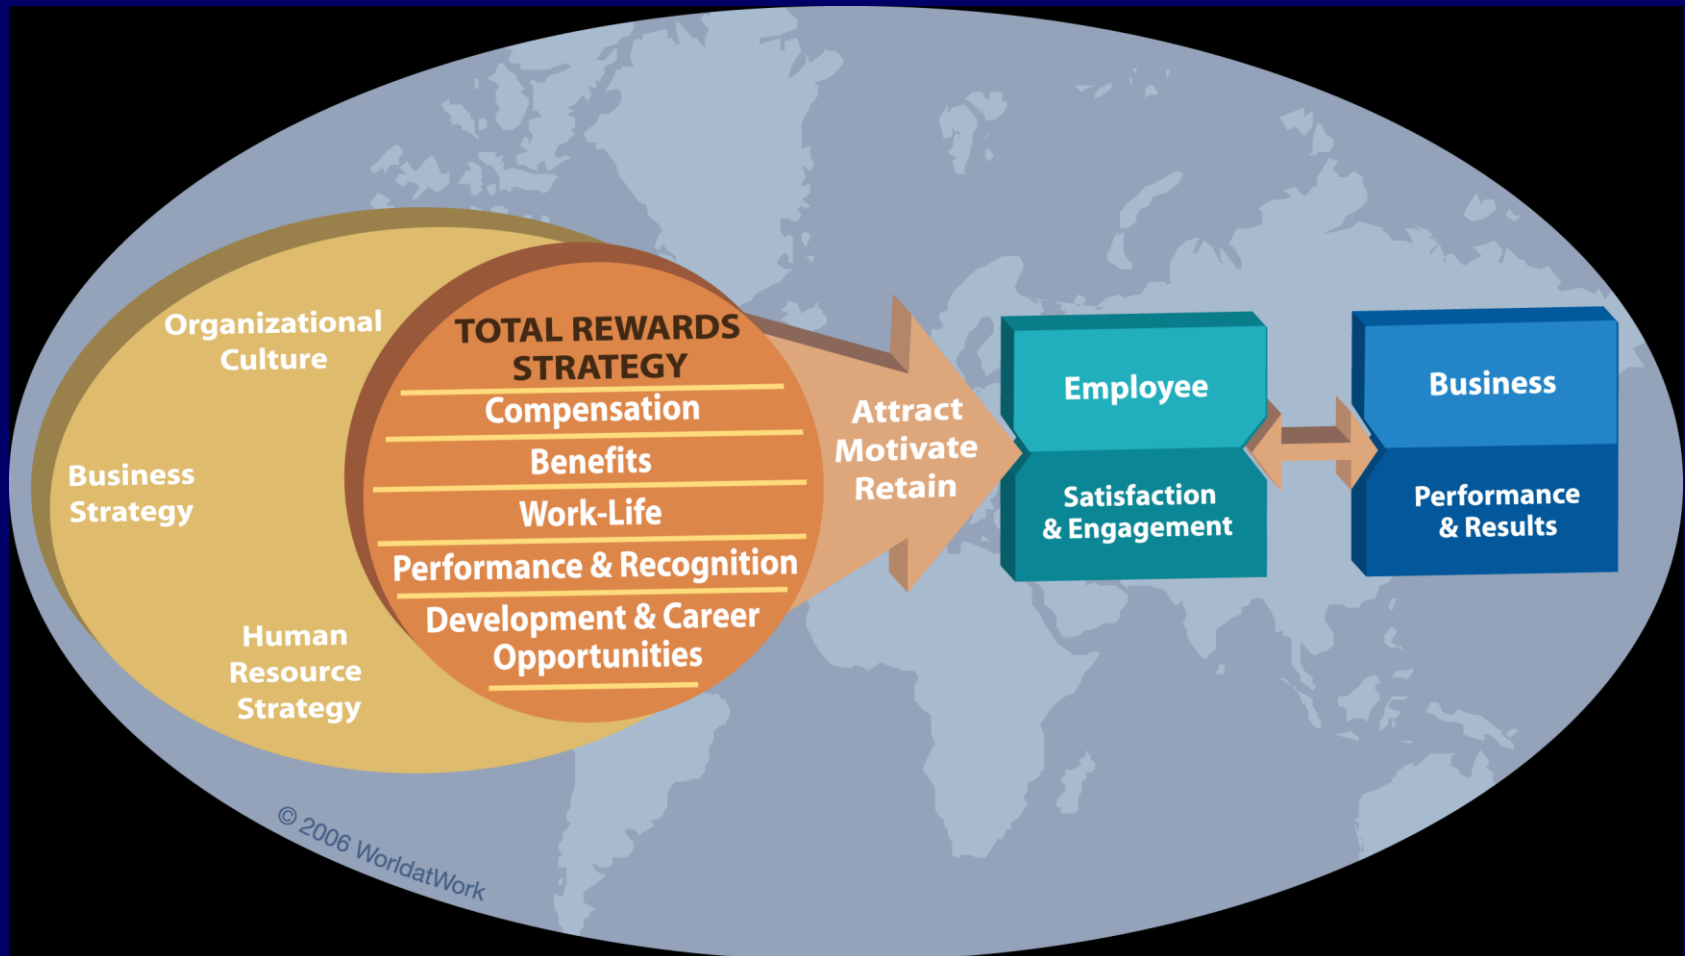 Organizational
Culture
Business
Strategy
Human
Resource
Strategy
TOTAL REWARDS
STRATEGY
Compensation
Benefits
Work-Life
Performance & Recognition
Development & Career
Opportunities
Attract
Motivate
Retain
Employee
Satisfaction
& Engagement
Business
Performance
& Results
© 2006 WorldatWork